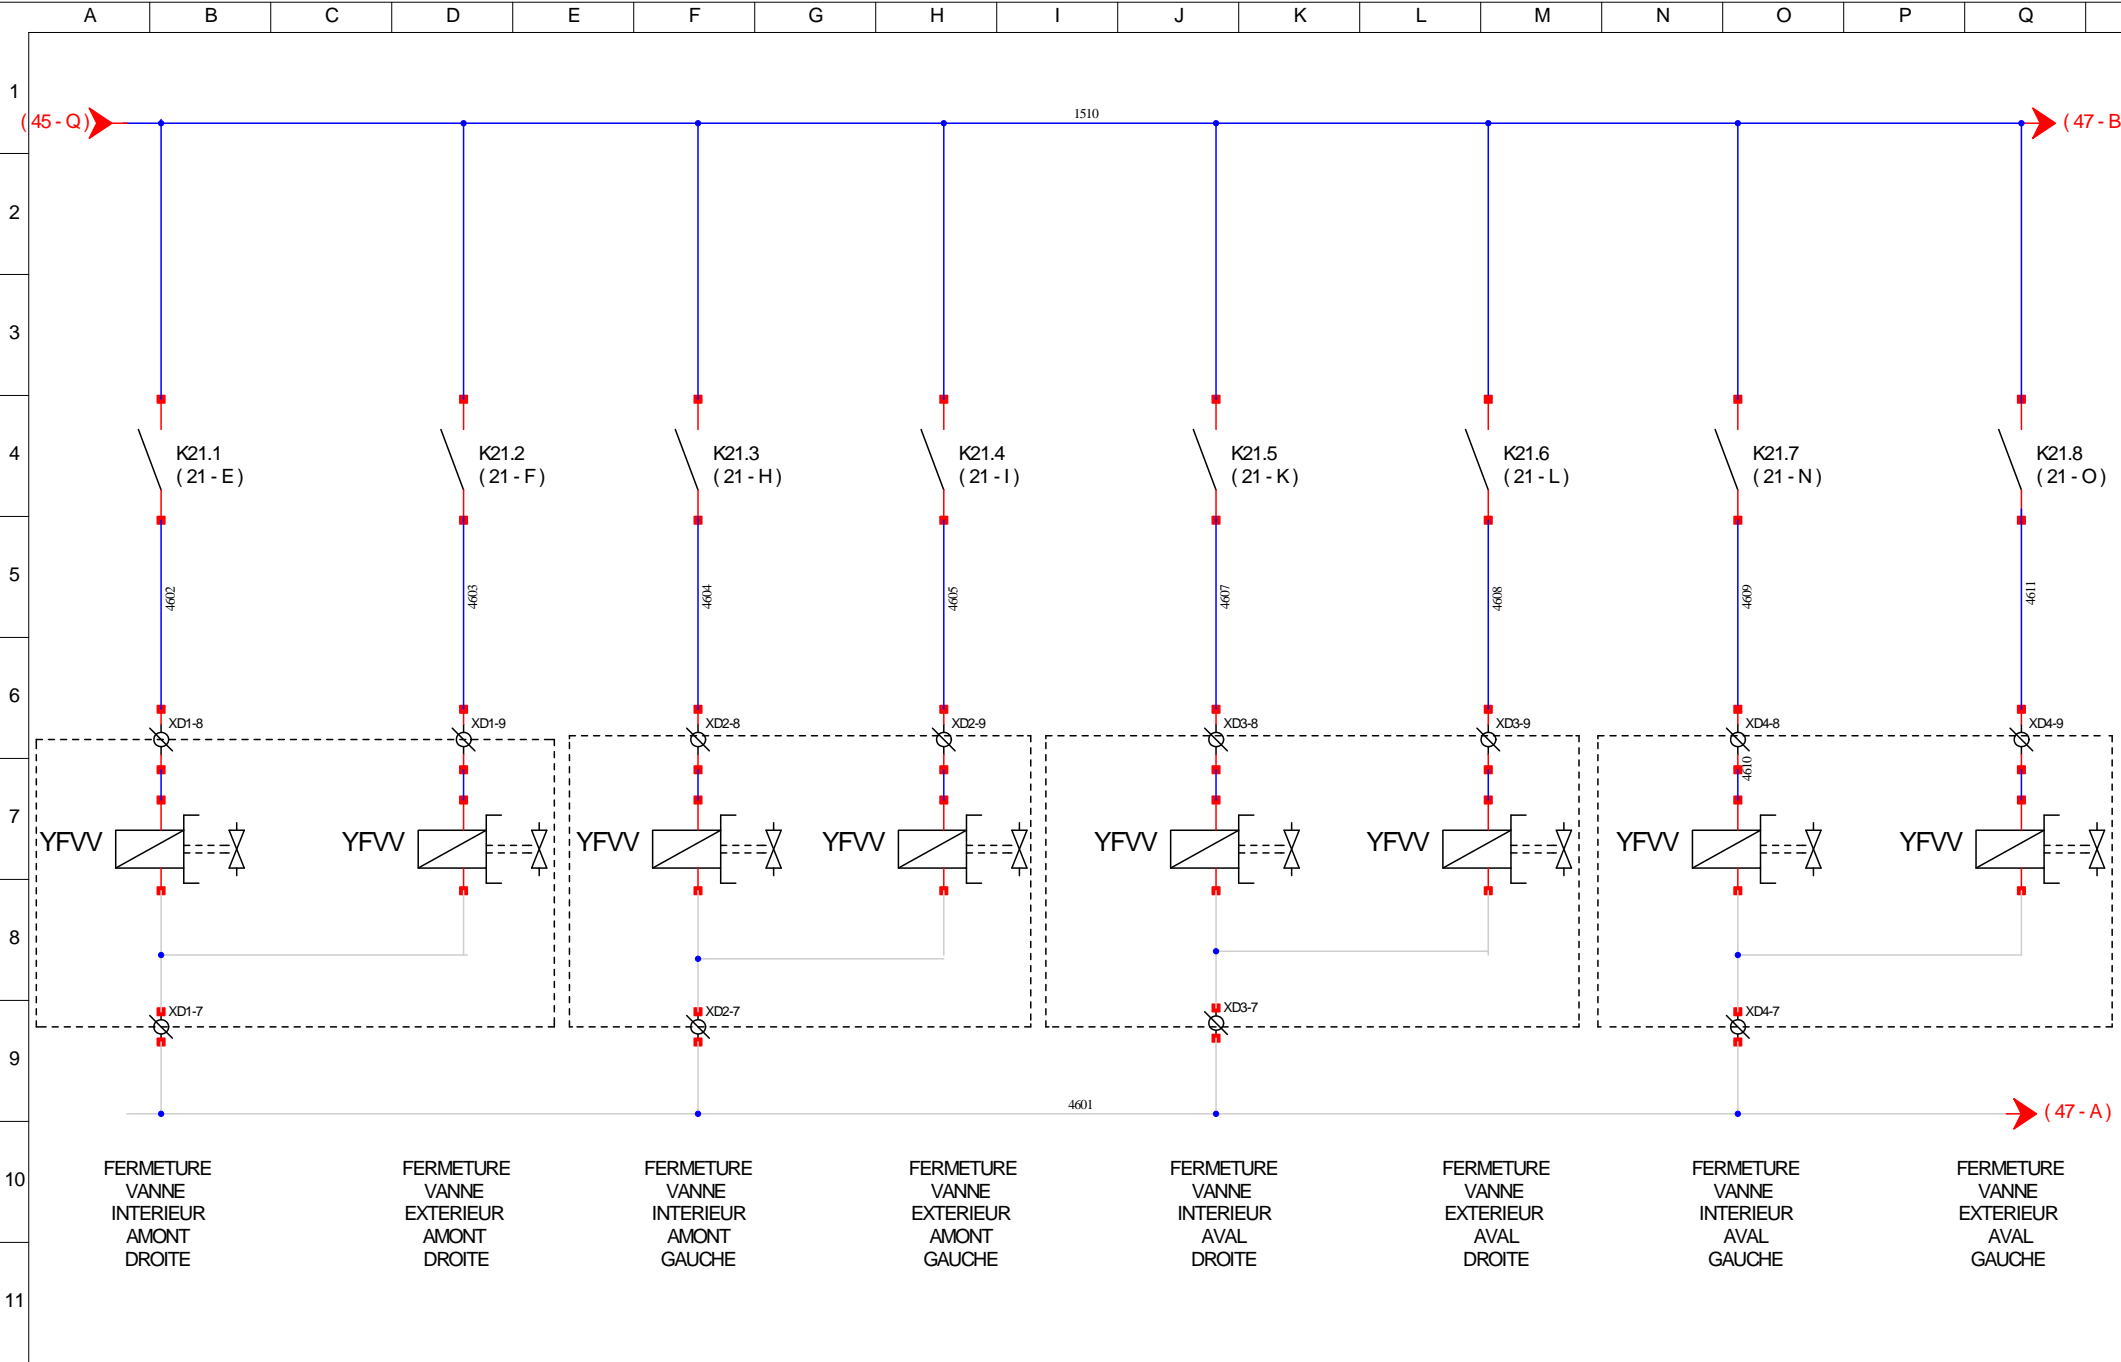 A B C D E F G H I J K L M N O P Q
1
( 45 - Q )
1510
( 47 - B
2
3
4
K21.1
( 21 - E )
K21.2
( 21 - F )
K21.3
( 21 - H )
K21.4
( 21 - I )
K21.5
( 21 - K )
K21.6
( 21 - L )
K21.7
( 21 - N )
K21.8
( 21 - O )
5
4602
4603
4604
4605
4607
4608
4609
4611
6
XD1-8
XD1-9
XD2-8
XD2-9
XD3-8
XD3-9
XD4-8
XD4-9
4610
7
YFVV
YFVV
YFVV
YFVV
YFVV
YFVV
YFVV
YFVV
8
XD1-7
XD2-7
XD3-7
XD4-7
9
4601
( 47 - A )
10
FERMETURE
VANNE
INTERIEUR
AMONT
DROITE
FERMETURE
VANNE
EXTERIEUR
AMONT
DROITE
FERMETURE
VANNE
INTERIEUR
AMONT
GAUCHE
FERMETURE
VANNE
EXTERIEUR
AMONT
GAUCHE
FERMETURE
VANNE
INTERIEUR
AVAL
DROITE
FERMETURE
VANNE
EXTERIEUR
AVAL
DROITE
FERMETURE
VANNE
INTERIEUR
AVAL
GAUCHE
FERMETURE
VANNE
EXTERIEUR
AVAL
GAUCHE
11